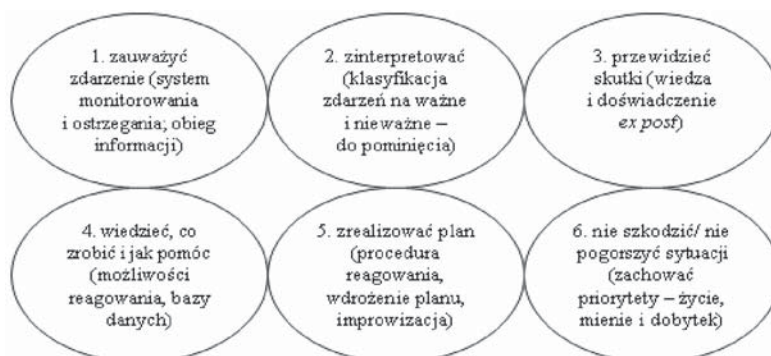 1. zauważyć
zdarzenie (system
monitorowania
i ostrzegania; obieg
informacji)
2. zinterpretować
(klasyfikacja
zdarzeń na ważne
i nieważne –
do pominięcia)
3. przewidzieć
skutki (wiedza
i doświadczenie
ex post)
4. wiedzieć, co
zrobić i jak pomóc
(możliwości
reagowania, bazy
danych)
5. zrealizować plan
(procedura
reagowania,
wdrożenie planu,
improwizacja)
6. nie szkodzić/ nie
pogorszyć sytuacji
(zachować
priorytety – życie,
mienie i dobytek)